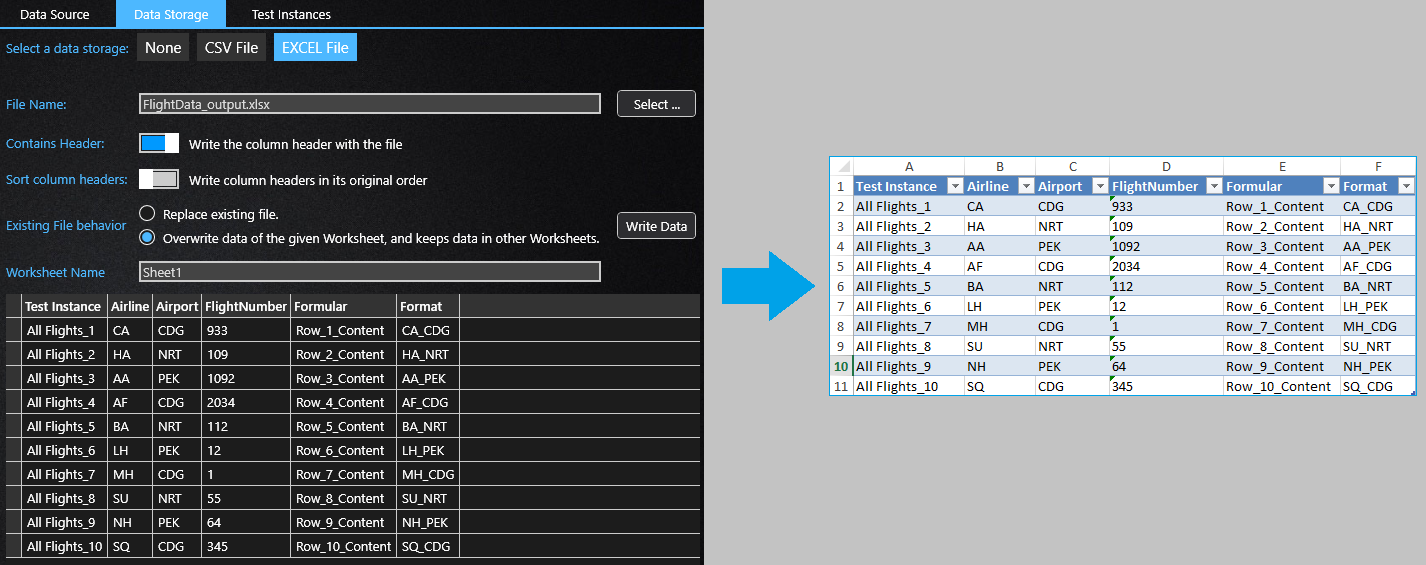 Data Source Data Storage Test Instances
Select a data storage: None CSV File EXCEL File
File Name: FlightData_output.xlsx Select ...
Contains Header: Write the column header with the file
Sort column headers: Write column headers in its original order
Existing File behavior Replace existing file.
Overwrite data of the given Worksheet, and keeps data in other Worksheets. Write Data
Worksheet Name Sheet1
Test Instance Airline Airport FlightNumber Formular Format
All Flights_1 CA CDG 933 Row_1_Content CA_CDG
All Flights_2 HA NRT 109 Row_2_Content HA_NRT
All Flights_3 AA PEK 1092 Row_3_Content AA_PEK
All Flights_4 AF CDG 2034 Row_4_Content AF_CDG
All Flights_5 BA NRT 112 Row_5_Content BA_NRT
All Flights_6 LH PEK 12 Row_6_Content LH_PEK
All Flights_7 MH CDG 1 Row_7_Content MH_CDG
All Flights_8 SU NRT 55 Row_8_Content SU_NRT
All Flights_9 NH PEK 64 Row_9_Content NH_PEK
All Flights_10 SQ CDG 345 Row_10_Content SQ_CDG
A B C D E F
1 Test Instance Airline Airport FlightNumber Formular Format
2 All Flights_1 CA CDG 933 Row_1_Content CA_CDG
3 All Flights_2 HA NRT 109 Row_2_Content HA_NRT
4 All Flights_3 AA PEK 1092 Row_3_Content AA_PEK
5 All Flights_4 AF CDG 2034 Row_4_Content AF_CDG
6 All Flights_5 BA NRT 112 Row_5_Content BA_NRT
7 All Flights_6 LH PEK 12 Row_6_Content LH_PEK
8 All Flights_7 MH CDG 1 Row_7_Content MH_CDG
9 All Flights_8 SU NRT 55 Row_8_Content SU_NRT
10 All Flights_9 NH PEK 64 Row_9_Content NH_PEK
11 All Flights_10 SQ CDG 345 Row_10_Content SQ_CDG